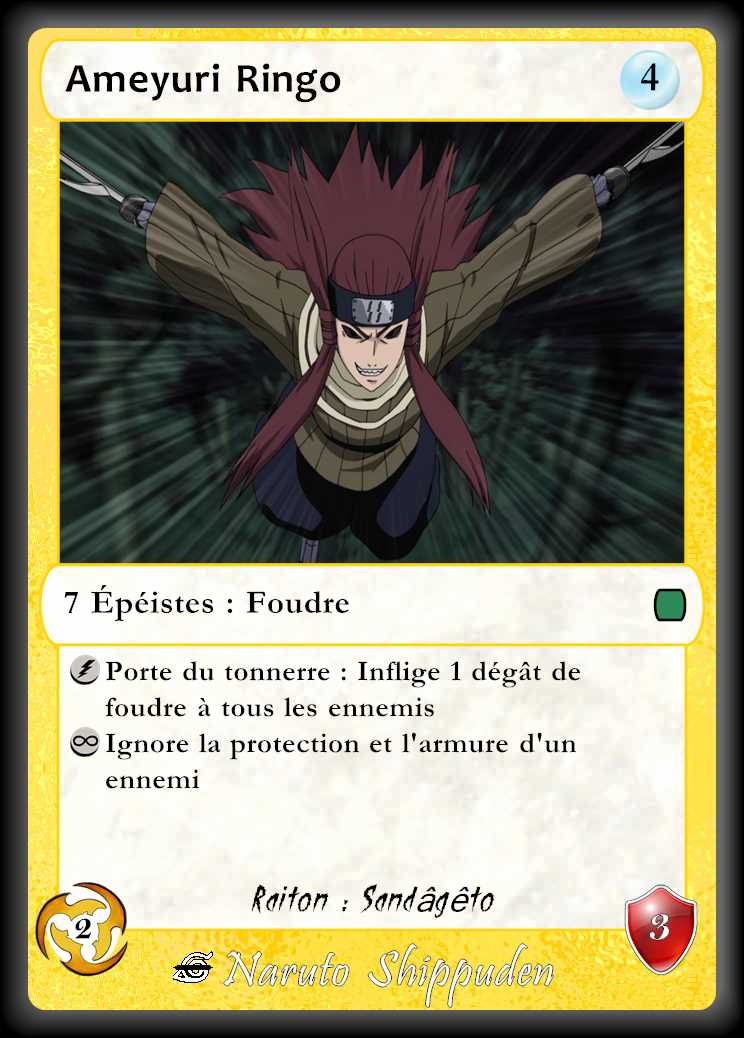 Ameyuri Ringo
4
7 Épéistes : Foudre
Porte du tonnerre : Inflige 1 dégât de
foudre à tous les ennemis
Ignore la protection et l'armure d'un
ennemi
Raiton : Sandâgêto
2
3
Naruto Shippuden